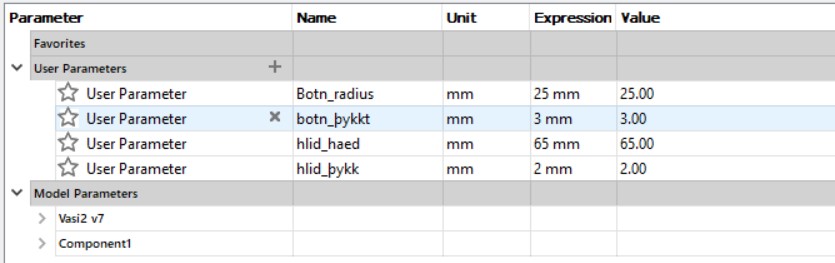 Parameter Name Unit Expression Value
Favorites
User Parameters +
User Parameter Botn_radius mm 25 mm 25.00
User Parameter botn_þykkt mm 3 mm 3.00
User Parameter hlid_haed mm 65 mm 65.00
User Parameter hlid_þykk mm 2 mm 2.00
Model Parameters
Vasi2 v7
Component1